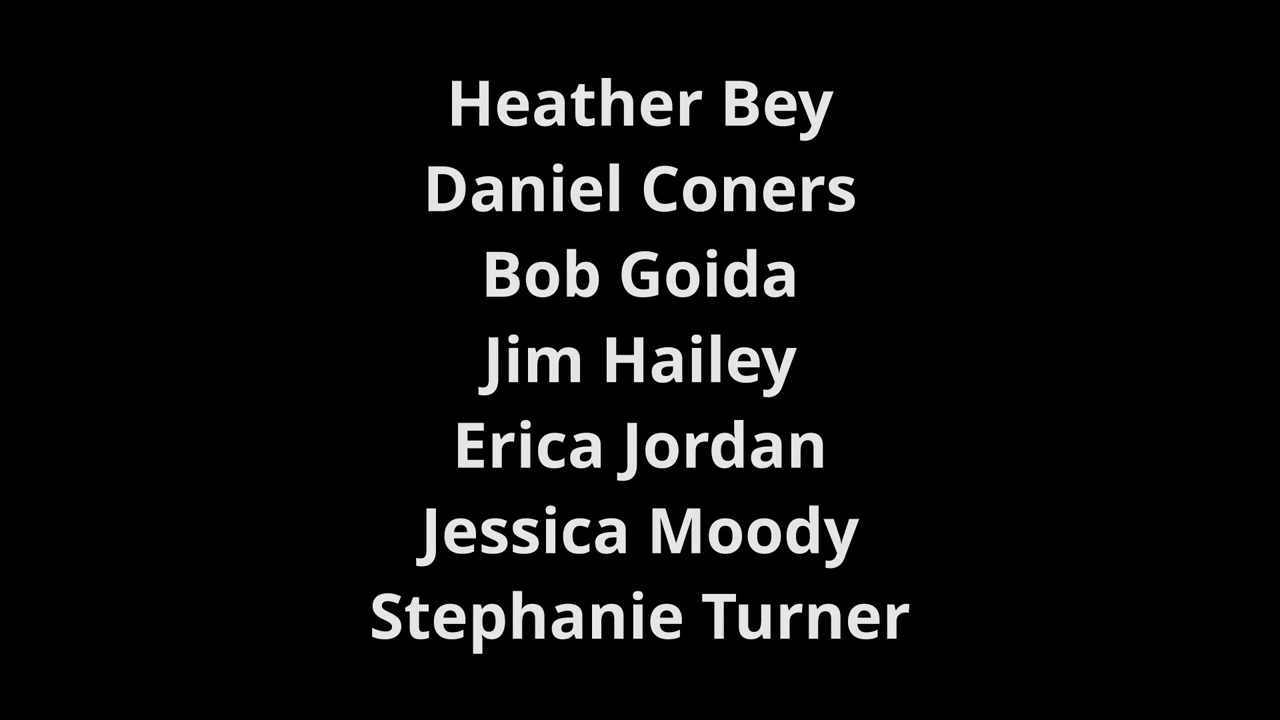 Heather Bey
Daniel Coners
Bob Goida
Jim Hailey
Erica Jordan
Jessica Moody
Stephanie Turner